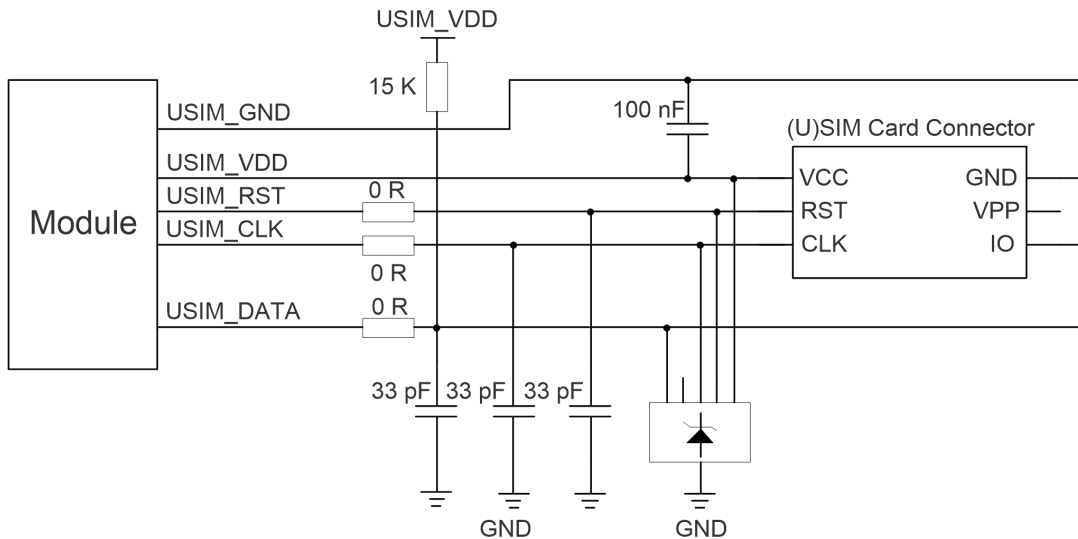 USIM_VDD
15 K
USIM_GND
100 nF
(U)SIM Card Connector
USIM_VDD
VCC
GND
USIM_RST
0 R
RST
VPP
Module
USIM_CLK
CLK
IO
0 R
USIM_DATA
0 R
33 pF
33 pF
33 pF
GND
GND